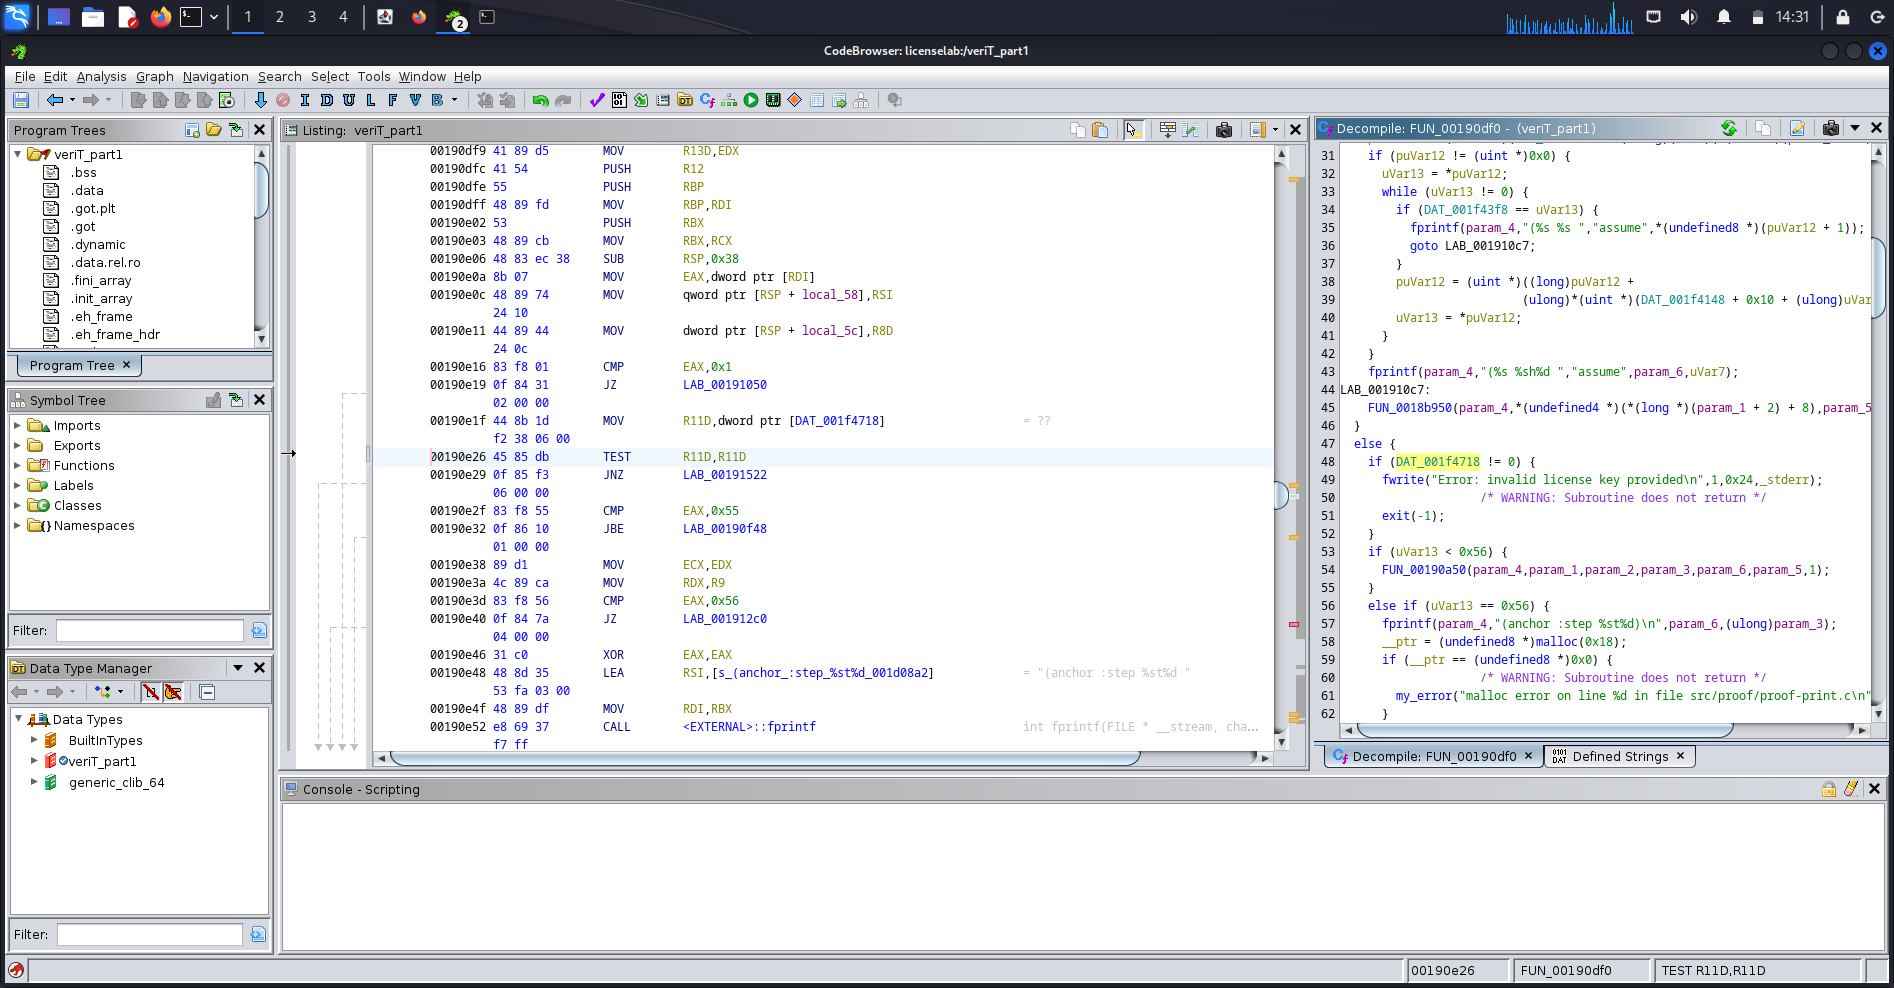 1 2 3 4 2 14:31
CodeBrowser: licenselab:/veriT_part1
File Edit Analysis Graph Navigation Search Select Tools Window Help
I D U L F V B
Program Trees
veriT_part1
.bss
.data
.got.plt
.got
.dynamic
.data.rel.ro
.fini_array
.init_array
.eh_frame
.eh_frame_hdr
Program Tree ×
Symbol Tree
Imports
Exports
Functions
Labels
Classes
Namespaces
Filter:
Data Type Manager
Data Types
BuiltInTypes
veriT_part1
generic_clib_64
Filter:
Listing: veriT_part1
00190df9 41 89 d5 MOV R13D,EDX
00190dfc 41 54 PUSH R12
00190dfe 55 PUSH RBP
00190dff 48 89 fd MOV RBP,RDI
00190e02 53 PUSH RBX
00190e03 48 89 cb MOV RBX,RCX
00190e06 48 83 ec 38 SUB RSP,0x38
00190e0a 8b 07 MOV EAX,dword ptr [RDI]
00190e0c 48 89 74 MOV qword ptr [RSP + local_58],RSI
24 10
00190e11 44 89 44 MOV dword ptr [RSP + local_5c],R8D
24 0c
00190e16 83 f8 01 CMP EAX,0x1
00190e19 0f 84 31 JZ LAB_00191050
02 00 00
00190e1f 44 8b 1d MOV R11D,dword ptr [DAT_001f4718] = ??
f2 38 06 00
00190e26 45 85 db TEST R11D,R11D
00190e29 0f 85 f3 JNZ LAB_00191522
06 00 00
00190e2f 83 f8 55 CMP EAX,0x55
00190e32 0f 86 10 JBE LAB_00190f48
01 00 00
00190e38 89 d1 MOV ECX,EDX
00190e3a 4c 89 ca MOV RDX,R9
00190e3d 83 f8 56 CMP EAX,0x56
00190e40 0f 84 7a JZ LAB_001912c0
04 00 00
00190e46 31 c0 XOR EAX,EAX
00190e48 48 8d 35 LEA RSI,[s_(anchor_:step_%st%d_001d08a2] = "(anchor :step %st%d "
53 fa 03 00
00190e4f 48 89 df MOV RDI,RBX
00190e52 e8 69 37 CALL <EXTERNAL>::fprintf int fprintf(FILE * __stream, cha...
f7 ff
Decompile: FUN_00190df0 - (veriT_part1)
31 if (puVar12 != (uint *)0x0) {
32 uVar13 = *puVar12;
33 while (uVar13 != 0) {
34 if (DAT_001f43f8 == uVar13) {
35 fprintf(param_4,"(%s %s ","assume",*(undefined8 *)(puVar12 + 1));
36 goto LAB_001910c7;
37 }
38 puVar12 = (uint *)((long)puVar12 +
39 (ulong)*(uint *)(DAT_001f4148 + 0x10 + (ulong)uVar
40 uVar13 = *puVar12;
41 }
42 }
43 fprintf(param_4,"(%s %sh%d ","assume",param_6,uVar7);
44 LAB_001910c7:
45 FUN_0018b950(param_4,*(undefined4 *)(*(long *)(param_1 + 2) + 8),param_5
46 }
47 else {
48 if (DAT_001f4718 != 0) {
49 fwrite("Error: invalid license key provided\n",1,0x24,_stderr);
50 /* WARNING: Subroutine does not return */
51 exit(-1);
52 }
53 if (uVar13 < 0x56) {
54 FUN_00190a50(param_4,param_1,param_2,param_3,param_6,param_5,1);
55 }
56 else if (uVar13 == 0x56) {
57 fprintf(param_4,"(anchor :step %st%d)\n",param_6,(ulong)param_3);
58 __ptr = (undefined8 *)malloc(0x18);
59 if (__ptr == (undefined8 *)0x0) {
60 /* WARNING: Subroutine does not return */
61 my_error("malloc error on line %d in file src/proof/proof-print.c\n"
62 }
Decompile: FUN_00190df0 × Defined Strings ×
Console - Scripting
00190e26 FUN_00190df0 TEST R11D,R11D